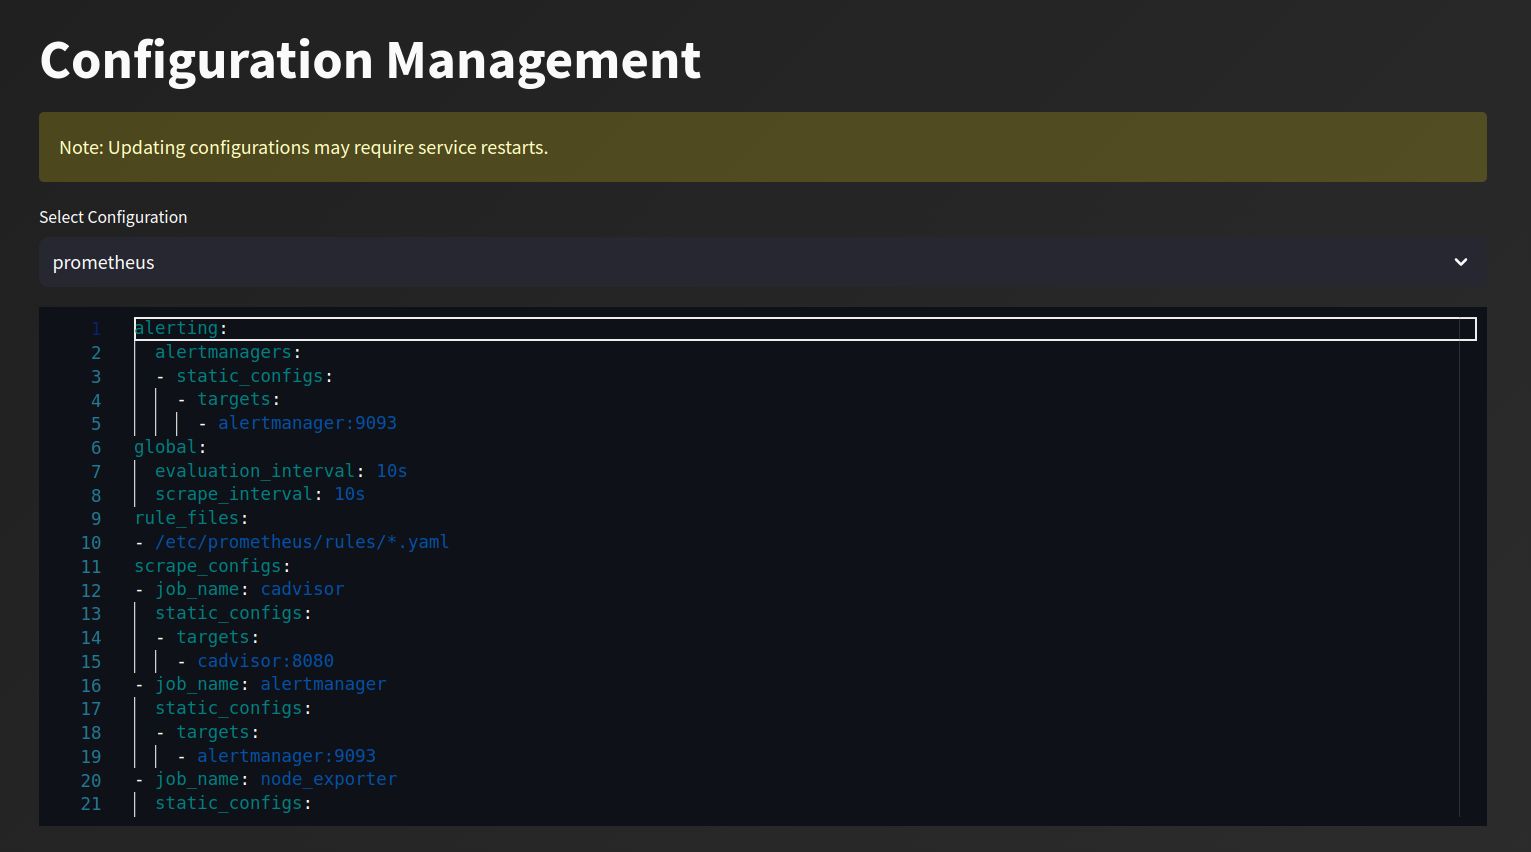 Configuration Management
Note: Updating configurations may require service restarts.
Select Configuration
prometheus
1 alerting:
2   alertmanagers:
3   - static_configs:
4     - targets:
5       - alertmanager:9093
6 global:
7   evaluation_interval: 10s
8   scrape_interval: 10s
9 rule_files:
10 - /etc/prometheus/rules/*.yaml
11 scrape_configs:
12 - job_name: cadvisor
13   static_configs:
14   - targets:
15     - cadvisor:8080
16 - job_name: alertmanager
17   static_configs:
18   - targets:
19     - alertmanager:9093
20 - job_name: node_exporter
21   static_configs: